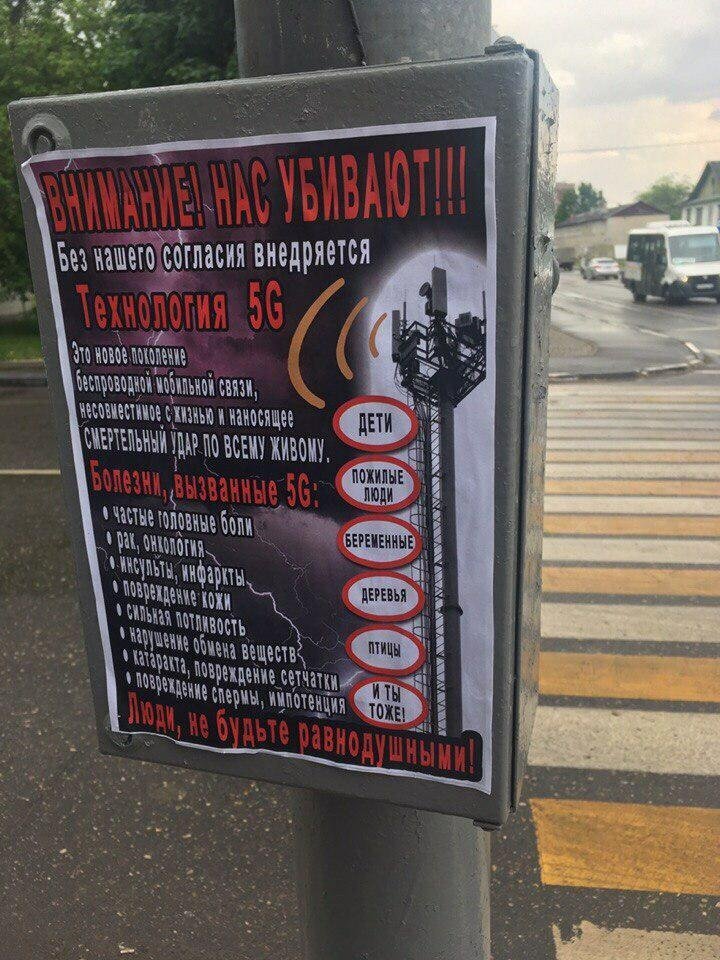 ВНИМАНИЕ! НАС УБИВАЮТ!!!
Без нашего согласия внедряется
Технология 5G
Это новое поколение
беспроводной мобильной связи,
несовместимое с жизнью и наносящее
СМЕРТЕЛЬНЫЙ УДАР ПО ВСЕМУ ЖИВОМУ.
Болезни, вызванные 5G:
• частые головные боли
• рак, онкология
• инсульты, инфаркты
• повреждение кожи
• сильная потливость
• нарушение обмена веществ
• катаракта, повреждение сетчатки
• повреждение спермы, импотенция
ДЕТИ
ПОЖИЛЫЕ
ЛЮДИ
БЕРЕМЕННЫЕ
ДЕРЕВЬЯ
ПТИЦЫ
И ТЫ
ТОЖЕ!
Люди, не будьте равнодушными!